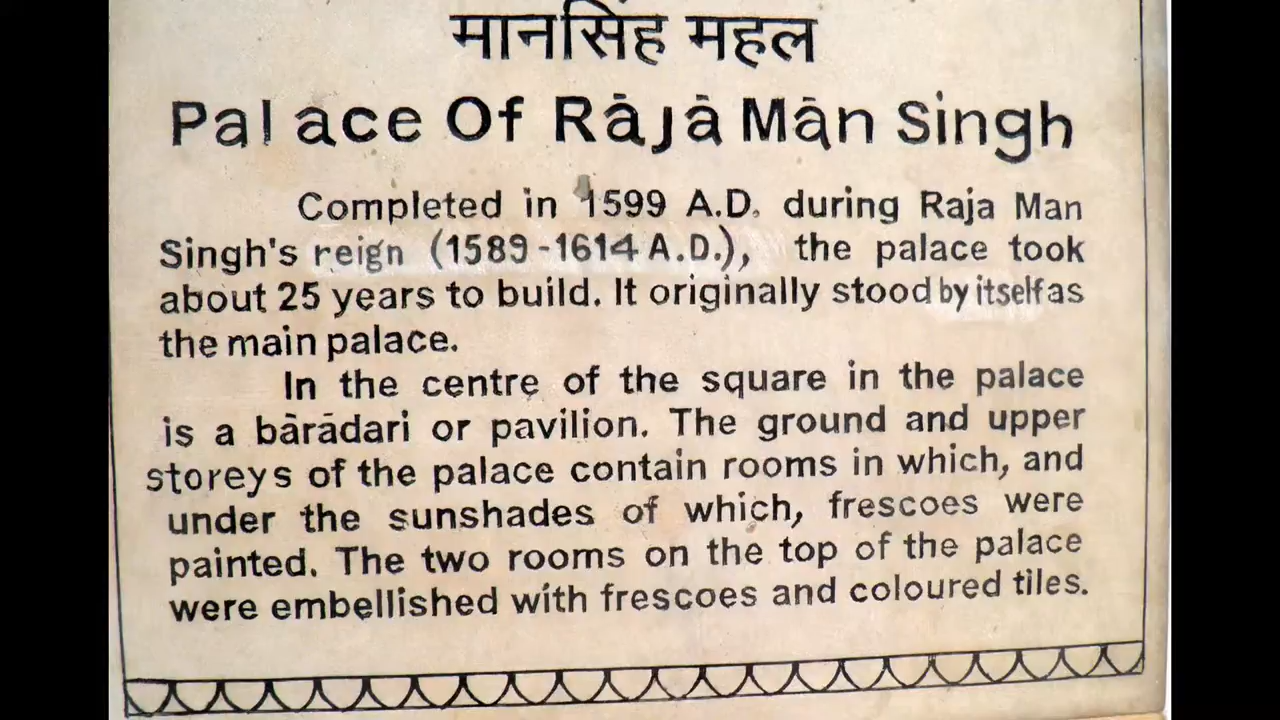 मानसिंह महल
Palace Of Rājā Mān Singh
Completed in 1599 A.D. during Raja Man
Singh's reign (1589-1614 A.D.), the palace took
about 25 years to build. It originally stood by itself as
the main palace.
In the centre of the square in the palace
is a bārādari or pavilion. The ground and upper
storeys of the palace contain rooms in which, and
under the sunshades of which, frescoes were
painted. The two rooms on the top of the palace
were embellished with frescoes and coloured tiles.